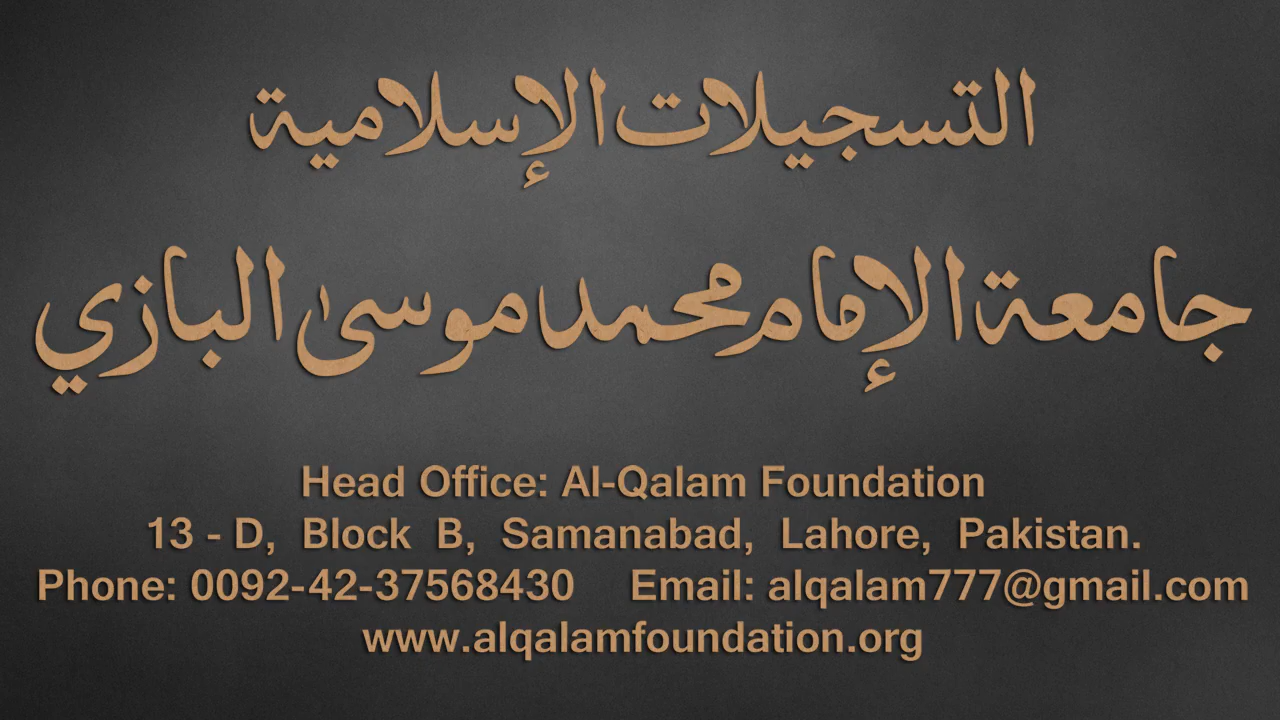 التسجيلات الإسلامية
جامعة الإمام محمد موسىٰ البازي
Head Office: Al-Qalam Foundation
13 - D, Block B, Samanabad, Lahore, Pakistan.
Phone: 0092-42-37568430 Email: alqalam777@gmail.com
www.alqalamfoundation.org